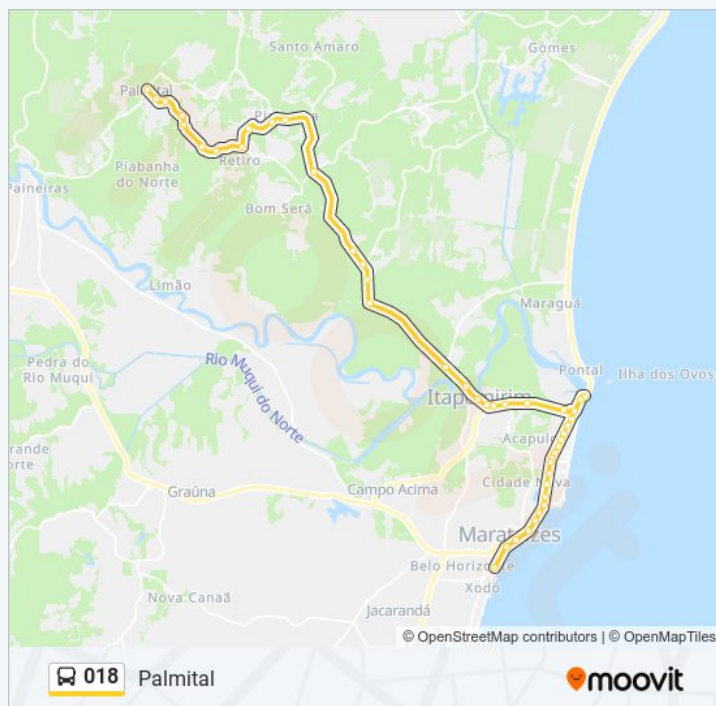 Santo Amaro
Gomes
Retiro
Piabanha
do Norte
Paineiras
Bom Será
Limão
Maraguá
Rio Muqui do Norte
Pedra do
Rio Muqui
Pontal
Ilha dos Ovos
Itapemirim
Acapulco
Cidade Nova
Graúna
Campo Acima
Marataízes
Belo Horizonte
Xodó
Nova Canaã
Jacarandá
© OpenStreetMap contributors | © OpenMapTiles
018 Palmital
moovit